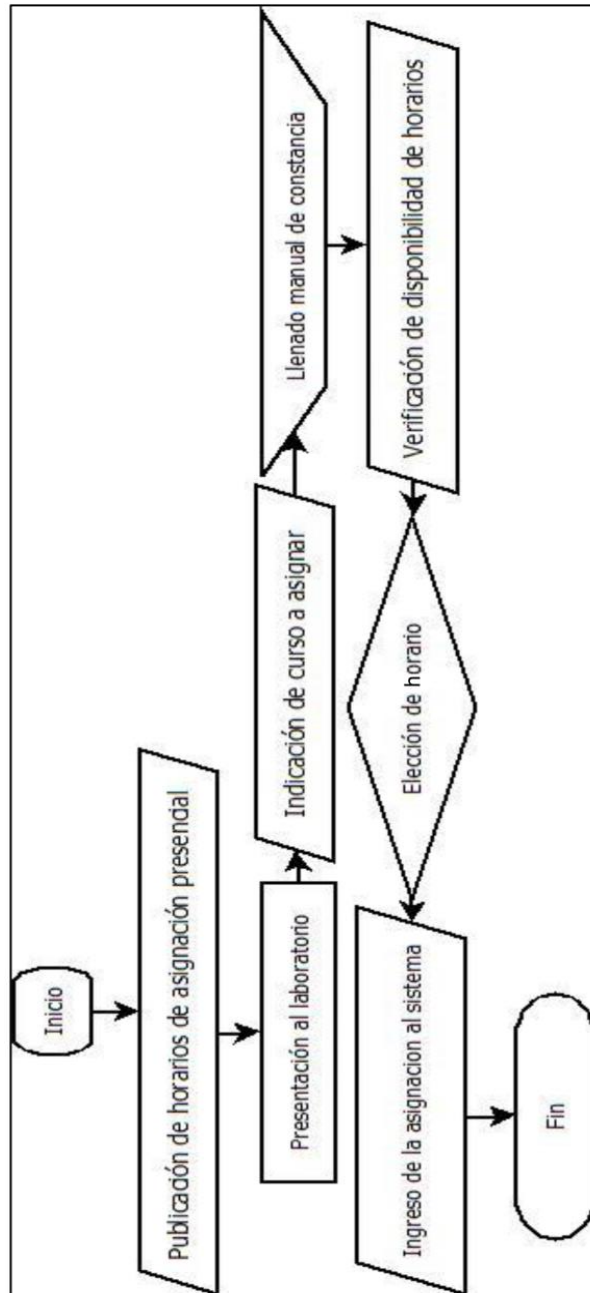 Inicio
Publicación de horarios de asignación presencial
Presentación al laboratorio
Indicación de curso a asignar
Llenado manual de constancia
Verificación de disponibilidad de horarios
Elección de horario
Ingreso de la asignacion al sistema
Fin